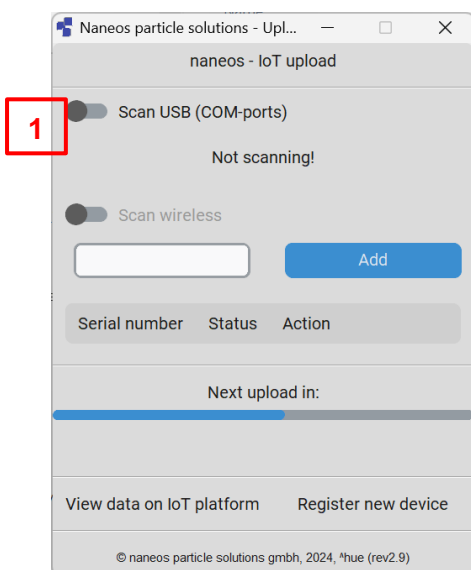 Naneos particle solutions - Upl...
naneos - IoT upload
1
Scan USB (COM-ports)
Not scanning!
Scan wireless
Add
Serial number Status Action
Next upload in:
View data on IoT platform Register new device
© naneos particle solutions gmbh, 2024, ^hue (rev2.9)